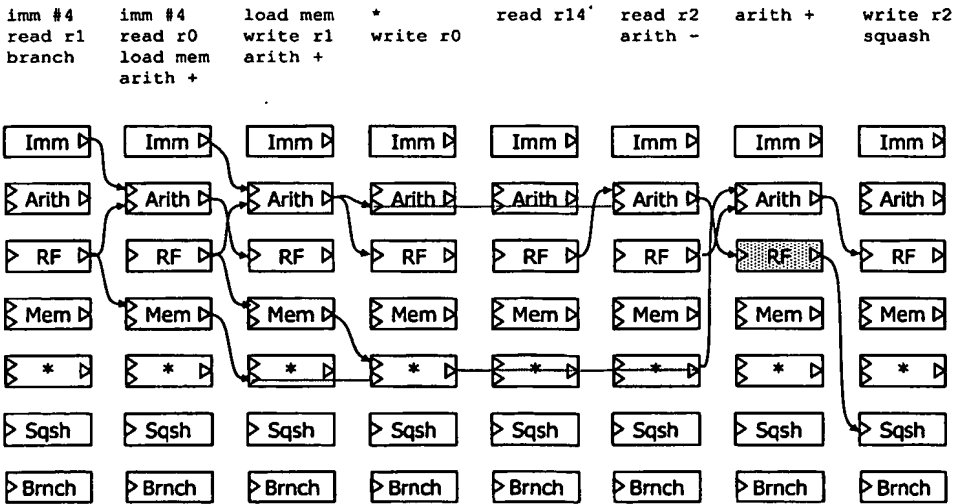 imm #4 imm #4 load mem * read r14 read r2 arith + write r2
read r1 read r0 write r1 write r0 arith - squash
branch load mem arith +
arith +
Imm Imm Imm Imm Imm Imm Imm Imm
Arith Arith Arith Arith Arith Arith Arith Arith
RF RF RF RF RF RF RF RF
Mem Mem Mem Mem Mem Mem Mem Mem
* * * * * * * *
Sqsh Sqsh Sqsh Sqsh Sqsh Sqsh Sqsh Sqsh
Brnch Brnch Brnch Brnch Brnch Brnch Brnch Brnch